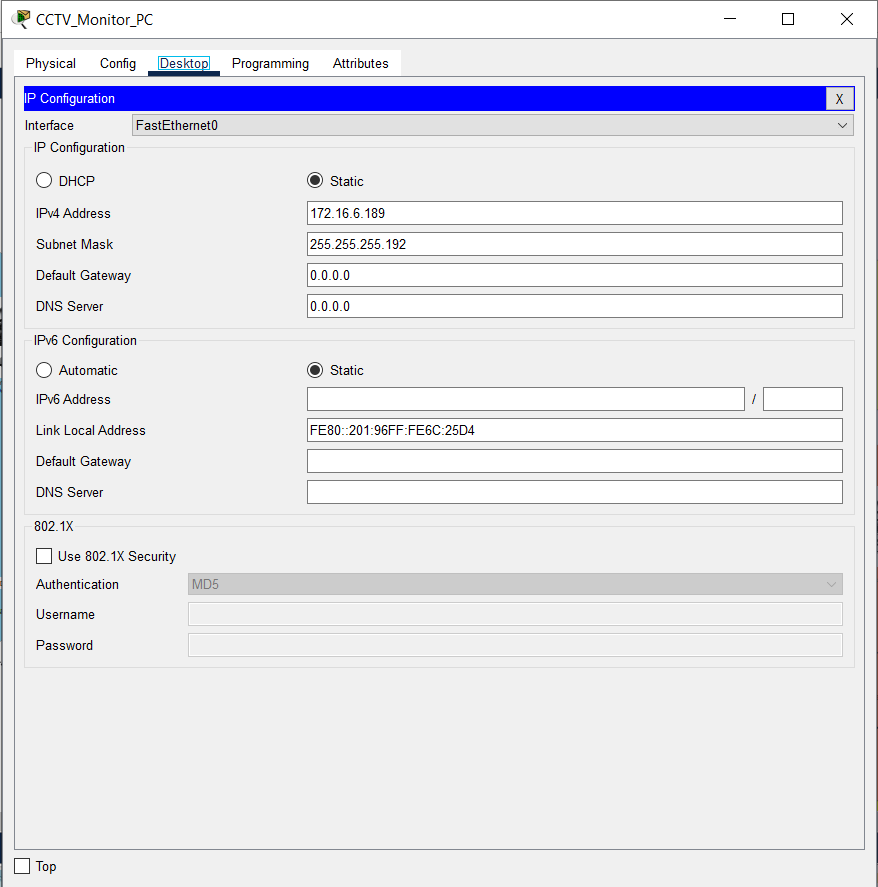 CCTV_Monitor_PC
Physical Config Desktop Programming Attributes
IP Configuration X
Interface FastEthernet0
IP Configuration
DHCP Static
IPv4 Address 172.16.6.189
Subnet Mask 255.255.255.192
Default Gateway 0.0.0.0
DNS Server 0.0.0.0
IPv6 Configuration
Automatic Static
IPv6 Address /
Link Local Address FE80::201:96FF:FE6C:25D4
Default Gateway
DNS Server
802.1X
Use 802.1X Security
Authentication MD5
Username
Password
Top